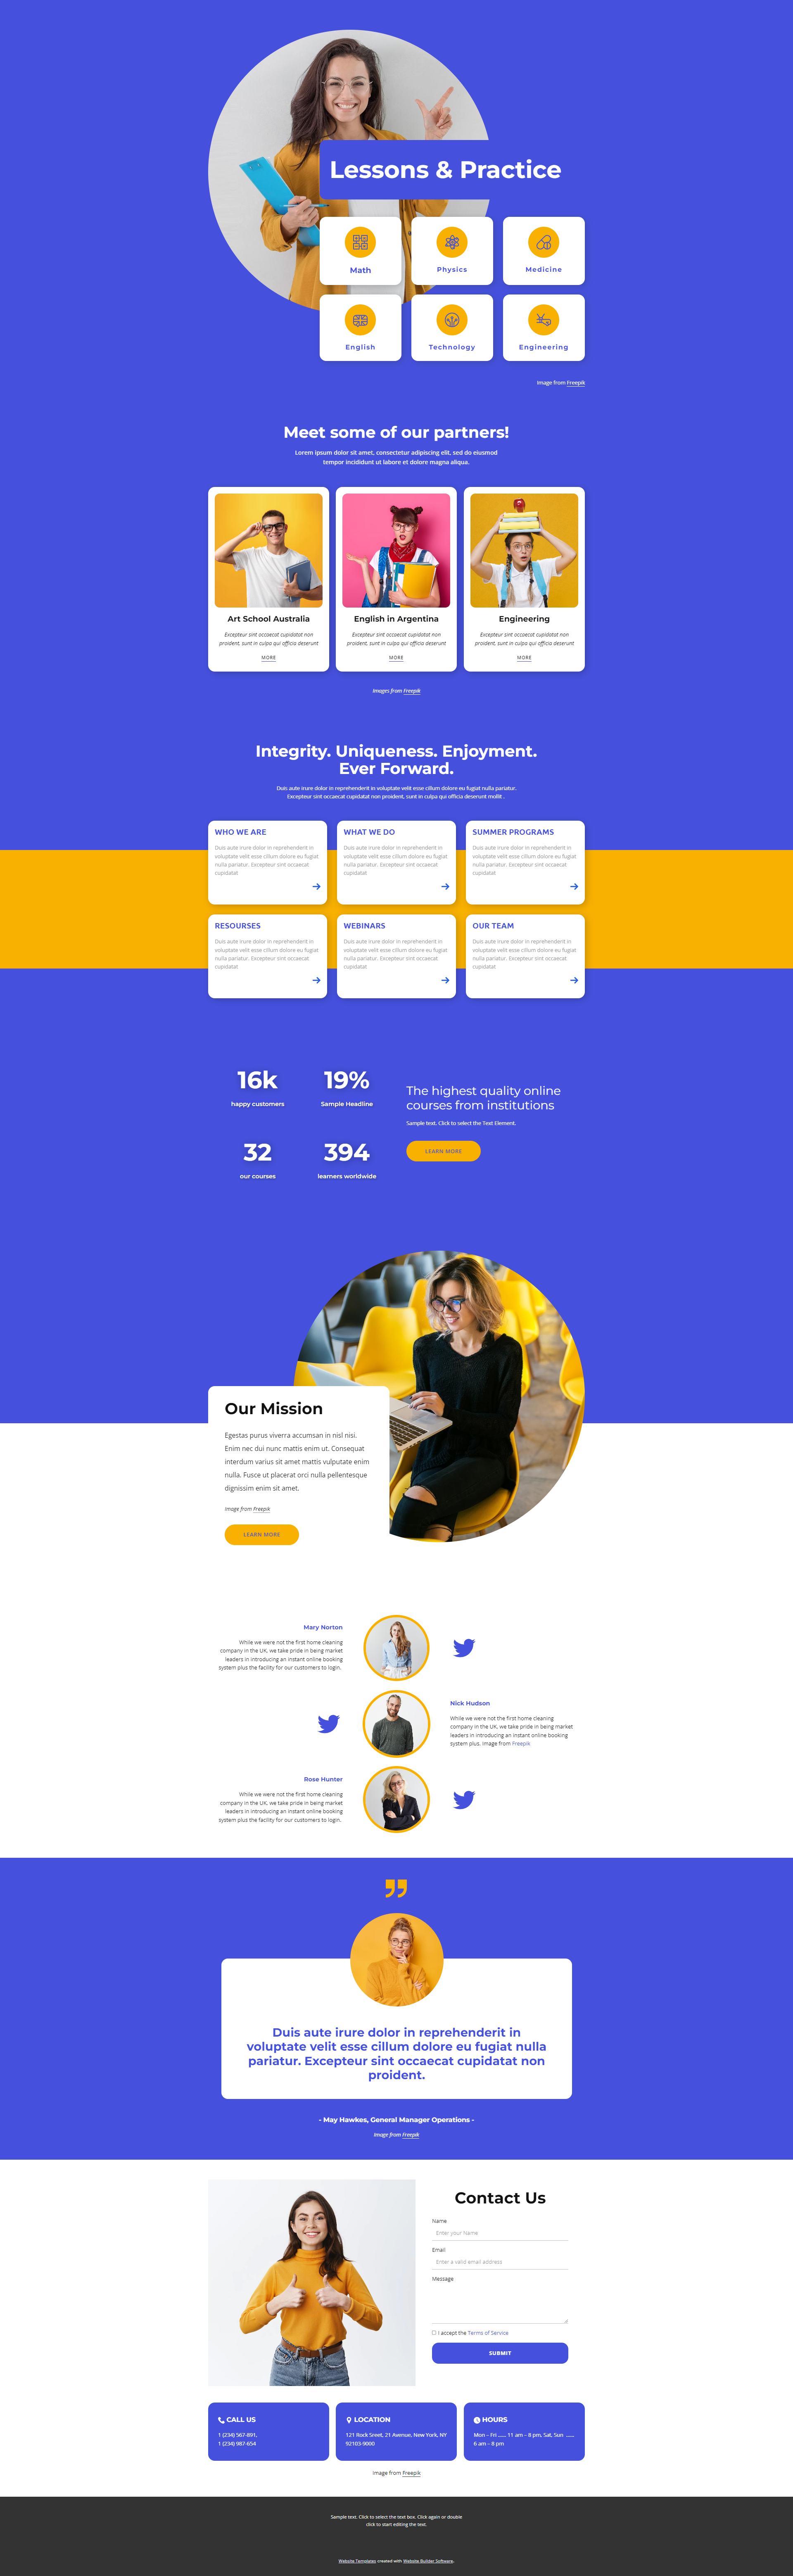 Lessons & Practice
Math
Physics
Medicine
English
Technology
Engineering
Image from Freepik
Meet some of our partners!
Lorem ipsum dolor sit amet, consectetur adipiscing elit, sed do eiusmod
tempor incididunt ut labore et dolore magna aliqua.
Art School Australia
Excepteur sint occaecat cupidatat non
proident, sunt in culpa qui officia deserunt
MORE
English in Argentina
Excepteur sint occaecat cupidatat non
proident, sunt in culpa qui officia deserunt
MORE
Engineering
Excepteur sint occaecat cupidatat non
proident, sunt in culpa qui officia deserunt
MORE
Images from Freepik
Integrity. Uniqueness. Enjoyment.
Ever Forward.
Duis aute irure dolor in reprehenderit in voluptate velit esse cillum dolore eu fugiat nulla pariatur.
Excepteur sint occaecat cupidatat non proident, sunt in culpa qui officia deserunt mollit .
WHO WE ARE
Duis aute irure dolor in reprehenderit in
voluptate velit esse cillum dolore eu fugiat
nulla pariatur. Excepteur sint occaecat
cupidatat
WHAT WE DO
Duis aute irure dolor in reprehenderit in
voluptate velit esse cillum dolore eu fugiat
nulla pariatur. Excepteur sint occaecat
cupidatat
SUMMER PROGRAMS
Duis aute irure dolor in reprehenderit in
voluptate velit esse cillum dolore eu fugiat
nulla pariatur. Excepteur sint occaecat
cupidatat
RESOURSES
Duis aute irure dolor in reprehenderit in
voluptate velit esse cillum dolore eu fugiat
nulla pariatur. Excepteur sint occaecat
cupidatat
WEBINARS
Duis aute irure dolor in reprehenderit in
voluptate velit esse cillum dolore eu fugiat
nulla pariatur. Excepteur sint occaecat
cupidatat
OUR TEAM
Duis aute irure dolor in reprehenderit in
voluptate velit esse cillum dolore eu fugiat
nulla pariatur. Excepteur sint occaecat
cupidatat
16k
happy customers
19%
Sample Headline
32
our courses
394
learners worldwide
The highest quality online
courses from institutions
Sample text. Click to select the Text Element.
LEARN MORE
Our Mission
Egestas purus viverra accumsan in nisl nisi.
Enim nec dui nunc mattis enim ut. Consequat
interdum varius sit amet mattis vulputate enim
nulla. Fusce ut placerat orci nulla pellentesque
dignissim enim sit amet.
Image from Freepik
LEARN MORE
Mary Norton
While we were not the first home cleaning
company in the UK, we take pride in being market
leaders in introducing an instant online booking
system plus the facility for our customers to login.
Nick Hudson
While we were not the first home cleaning
company in the UK, we take pride in being market
leaders in introducing an instant online booking
system plus. Image from Freepik
Rose Hunter
While we were not the first home cleaning
company in the UK, we take pride in being market
leaders in introducing an instant online booking
system plus the facility for our customers to login.
Duis aute irure dolor in reprehenderit in
voluptate velit esse cillum dolore eu fugiat nulla
pariatur. Excepteur sint occaecat cupidatat non
proident.
- May Hawkes, General Manager Operations -
Image from Freepik
Contact Us
Name
Enter your Name
Email
Enter a valid email address
Message
I accept the Terms of Service
SUBMIT
CALL US
1 (234) 567-891,
1 (234) 987-654
LOCATION
121 Rock Sreet, 21 Avenue, New York, NY
92103-9000
HOURS
Mon – Fri ...... 11 am – 8 pm, Sat, Sun ......
6 am – 8 pm
image from Freepik
Sample text. Click to select the text box. Click again or double
click to start editing the text.
Website Templates created with Website Builder Software.